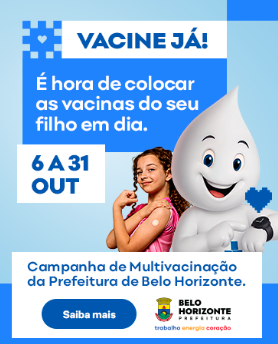 VACINE JÁ!
É hora de colocar
as vacinas do seu
filho em dia.
6 A 31
OUT
Campanha de Multivacinação
da Prefeitura de Belo Horizonte.
Saiba mais
BELO
HORIZONTE
PREFEITURA
trabalho energia coração